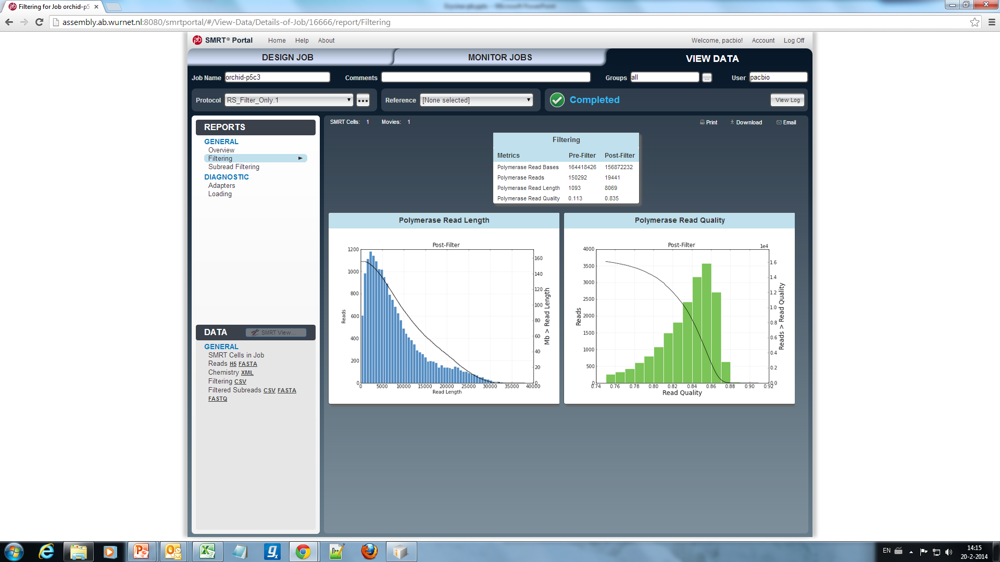 Filtering for Job orchid-p5
assembly.ab.wurnet.nl:8080/smrtportal/#/View-Data/Details-of-Job/16666/report/Filtering
SMRT® Portal Home Help About Welcome, pacbio! Account Log Off
DESIGN JOB MONITOR JOBS VIEW DATA
Job Name orchid-p5c3 Comments Groups all ... User pacbio
Protocol RS_Filter_Only.1 ... Reference [None selected] Completed View Log
REPORTS
GENERAL
Overview
Filtering
Subread Filtering
DIAGNOSTIC
Adapters
Loading
DATA SMRT View...
GENERAL
SMRT Cells in Job
Reads H5 FASTA
Chemistry XML
Filtering CSV
Filtered Subreads CSV FASTA
FASTQ
SMRT Cells: 1 Movies: 1 Print Download Email
Filtering
Metrics Pre-Filter Post-Filter
Polymerase Read Bases 164418426 156872232
Polymerase Reads 150292 19441
Polymerase Read Length 1093 8069
Polymerase Read Quality 0.113 0.835
Polymerase Read Length
Post-Filter
1200
1000
800
600
400
200
0
Reads
160
140
120
100
80
60
40
20
0
Mb > Read Length
0 5000 10000 15000 20000 25000 30000 35000 40000
Read Length
Polymerase Read Quality
Post-Filter
1e4
4000
3500
3000
2500
2000
1500
1000
500
0
Reads
1.6
1.4
1.2
1.0
0.8
0.6
0.4
0.2
0.0
Reads > Read Quality
0.74 0.76 0.78 0.80 0.82 0.84 0.86 0.88 0.90 0.92
Read Quality
EN
14:15
20-2-2014